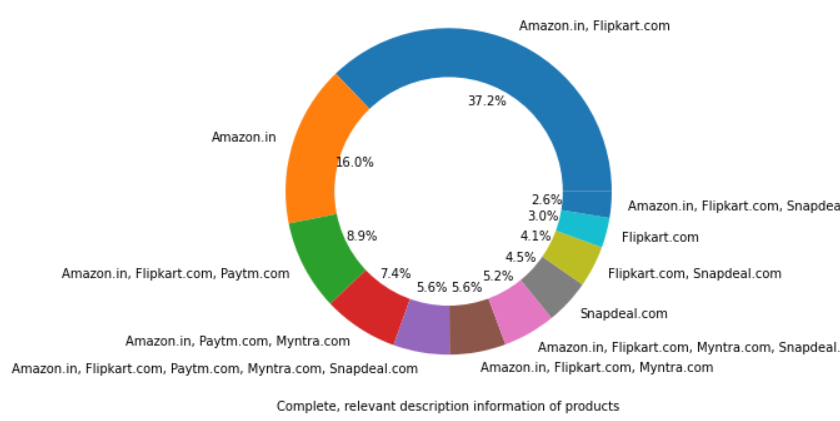 Amazon.in, Flipkart.com
37.2%
Amazon.in
16.0%
2.6%
Amazon.in, Flipkart.com, Snapdea
3.0%
Flipkart.com
8.9%
4.1%
4.5%
Amazon.in, Flipkart.com, Paytm.com
7.4%
5.2%
Flipkart.com, Snapdeal.com
5.6%
5.6%
Snapdeal.com
Amazon.in, Paytm.com, Myntra.com
Amazon.in, Flipkart.com, Myntra.com, Snapdeal.
Amazon.in, Flipkart.com, Paytm.com, Myntra.com, Snapdeal.com
Amazon.in, Flipkart.com, Myntra.com
Complete, relevant description information of products